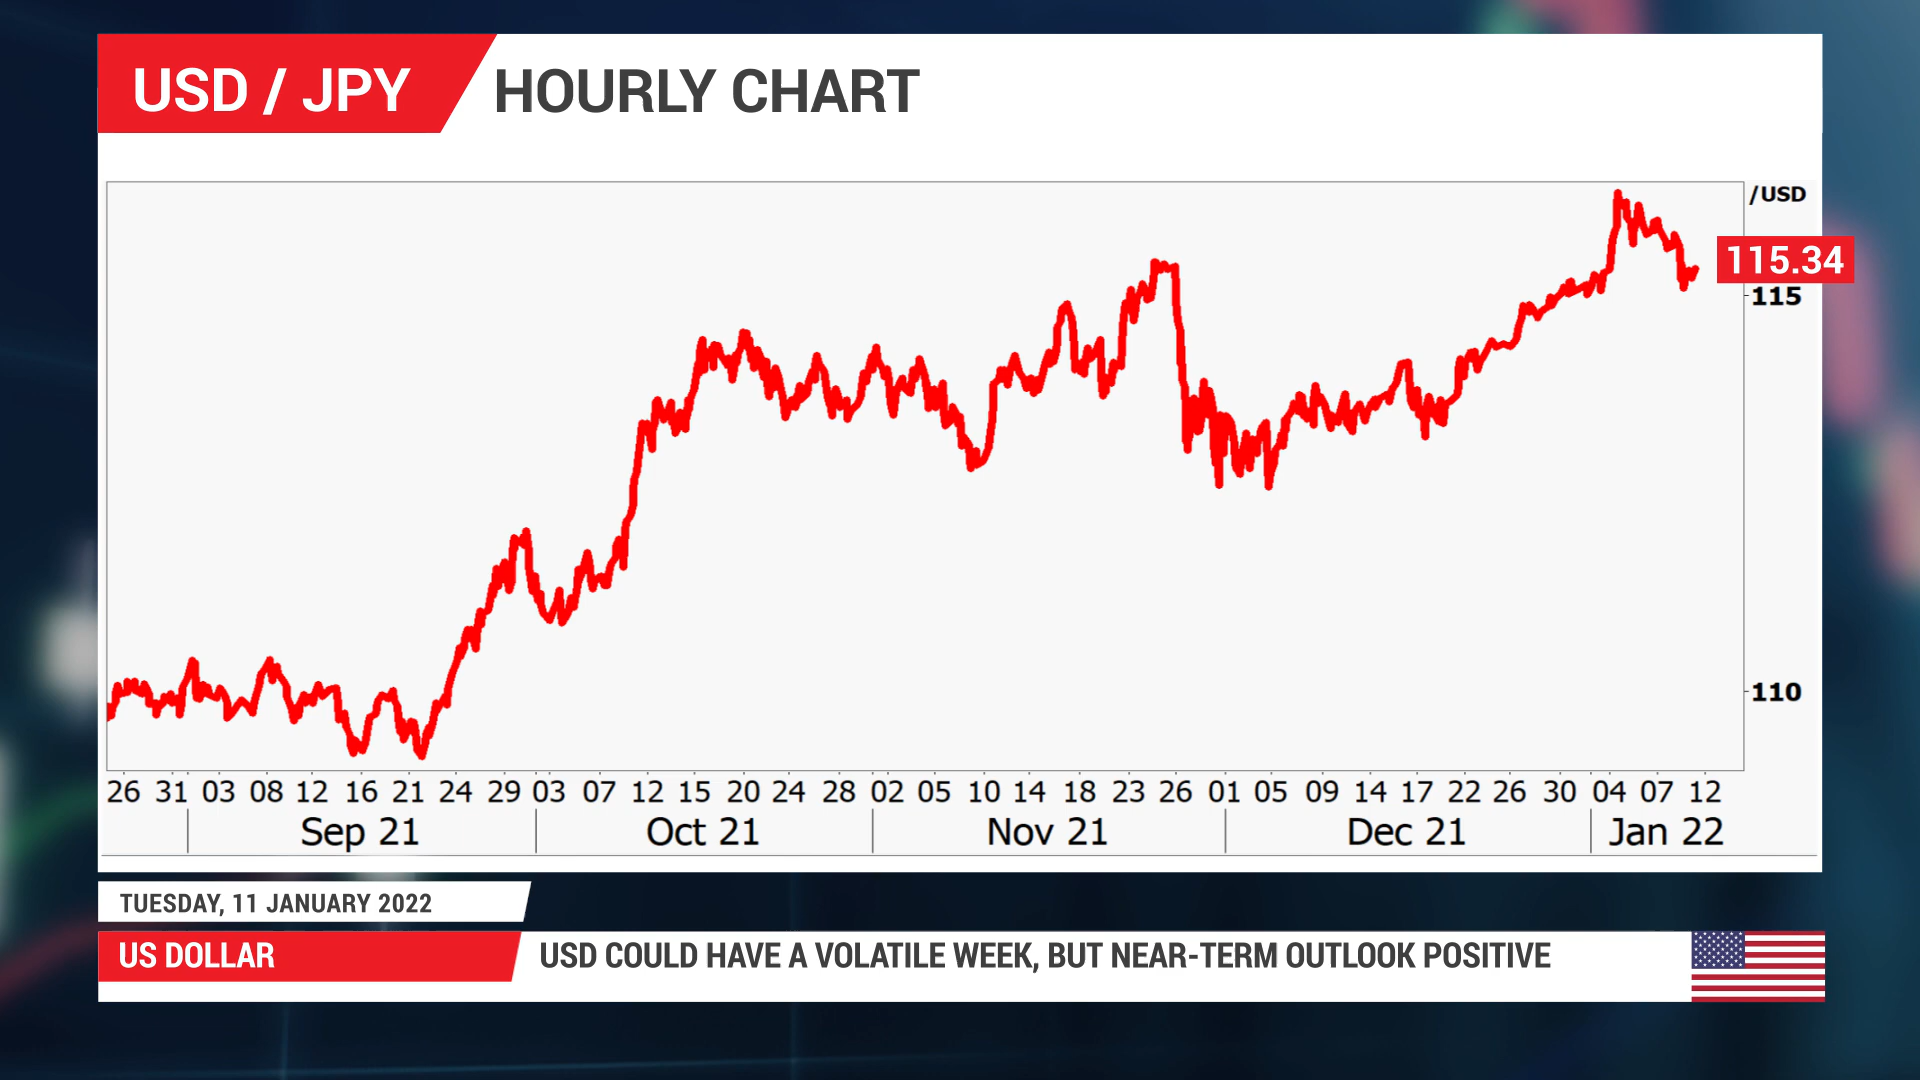 USD / JPY HOURLY CHART
/USD
115.34
115
110
26 31 03 08 12 16 21 24 29 03 07 12 15 20 24 28 02 05 10 14 18 23 26 01 05 09 14 17 22 26 30 04 07 12
Sep 21 Oct 21 Nov 21 Dec 21 Jan 22
TUESDAY, 11 JANUARY 2022
US DOLLAR USD COULD HAVE A VOLATILE WEEK, BUT NEAR-TERM OUTLOOK POSITIVE